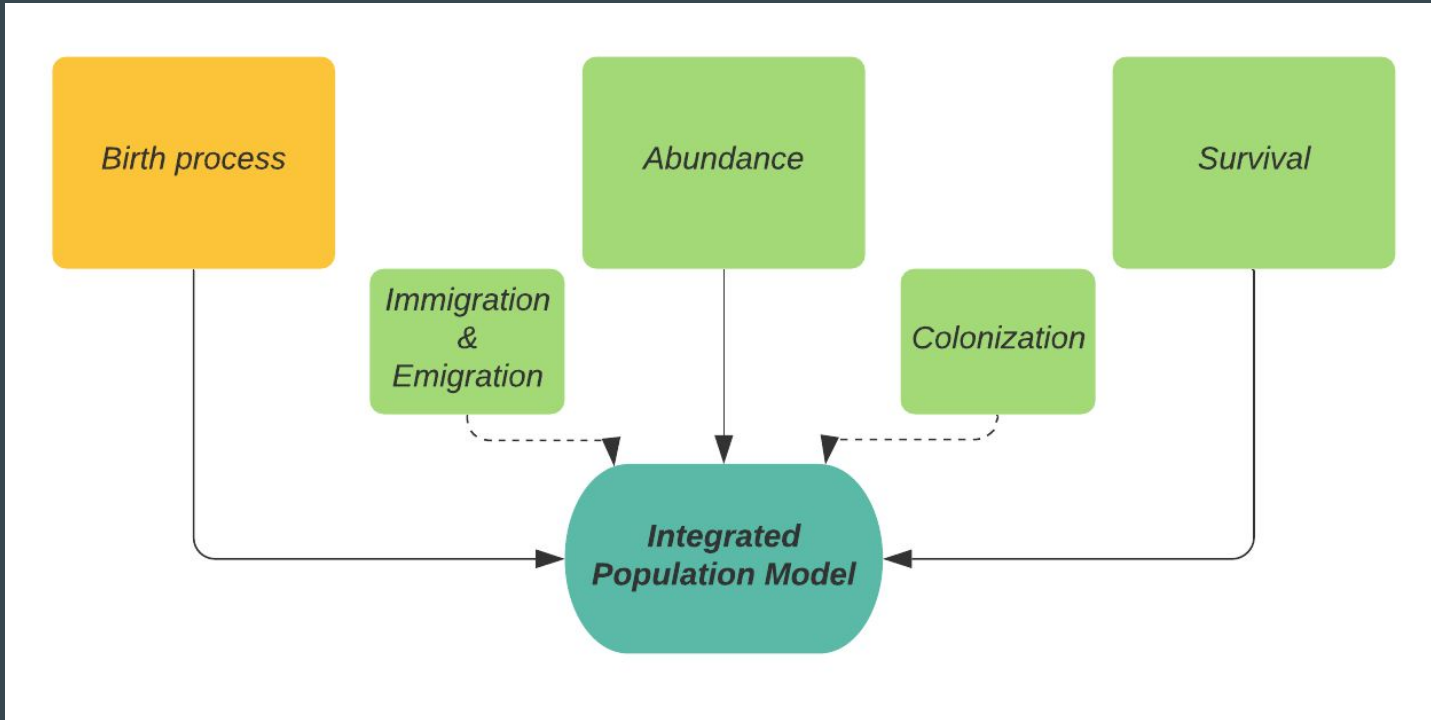 Birth process
Abundance
Survival
Immigration
&
Emigration
Colonization
Integrated
Population Model